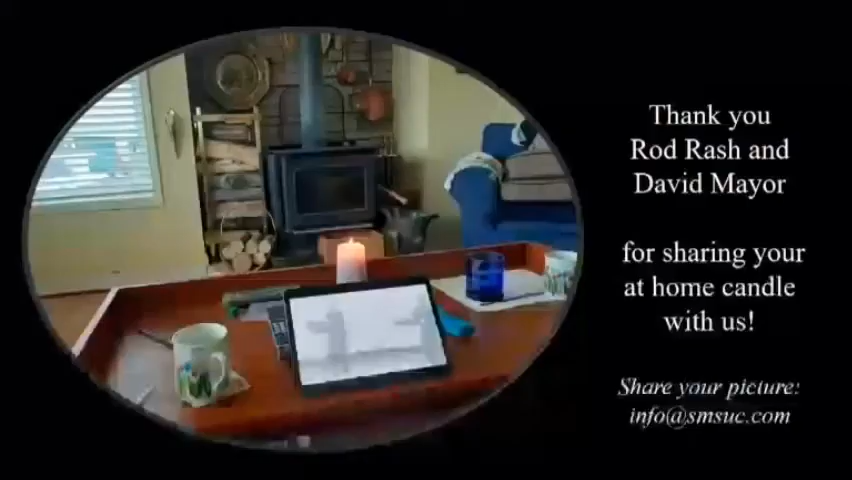 Thank you
Rod Rash and
David Mayor
for sharing your
at home candle
with us!
Share your picture:
info@smsuc.com